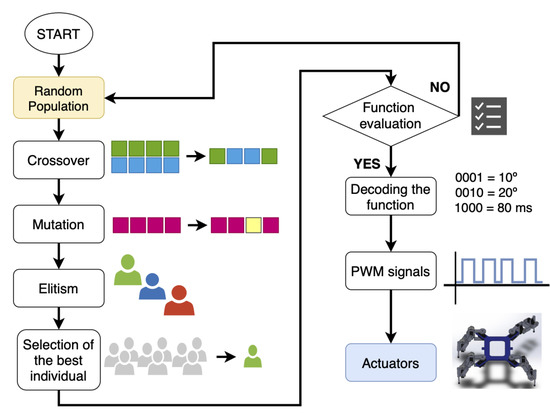 START
Random
Population
Crossover
Mutation
Elitism
Selection of
the best
individual
Function
evaluation
NO
YES
Decoding the
function
0001 = 10º
0010 = 20º
1000 = 80 ms
PWM signals
Actuators